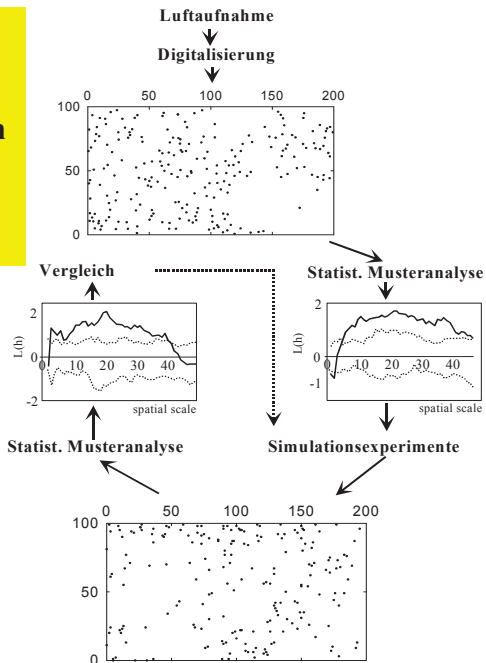 Luftaufnahme
Digitalisierung
0 50 100 150 200
100
50
0
Vergleich
Statist. Musteranalyse
2
L(h)
0
0 10 20 30 40
-2
spatial scale
2
L(h)
0
10 20 30 40
-1
spatial scale
Statist. Musteranalyse
Simulationsexperimente
0 50 100 150 200
100
50
0